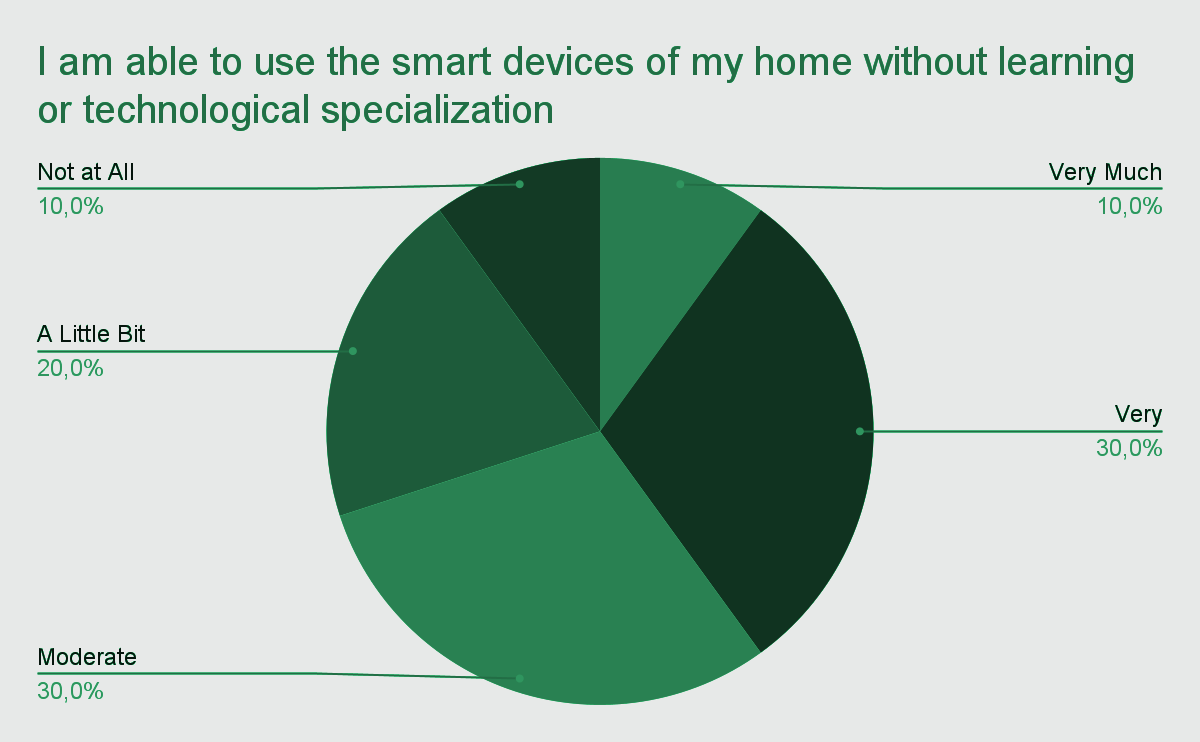 I am able to use the smart devices of my home without learning
or technological specialization
Not at All
10,0%
Very Much
10,0%
A Little Bit
20,0%
Very
30,0%
Moderate
30,0%